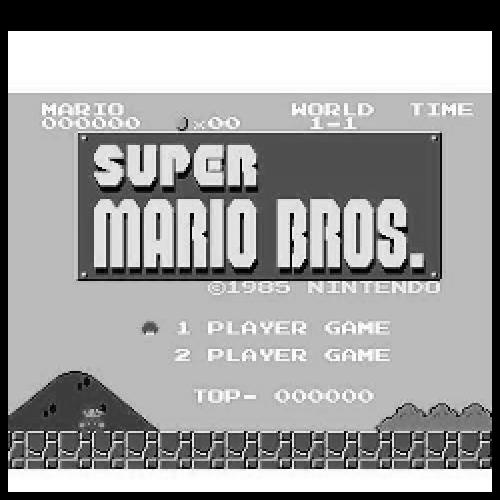 MARIO WORLD TIME
000000 ×00 1-1
SUPER
MARIO BROS.
©1985 NINTENDO
1 PLAYER GAME
2 PLAYER GAME
TOP- 000000